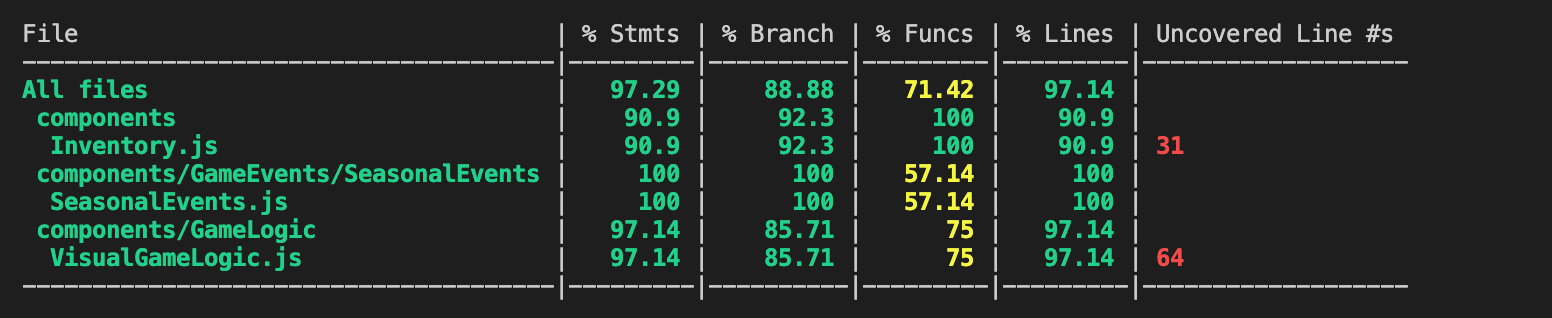 File | % Stmts | % Branch | % Funcs | % Lines | Uncovered Line #s
--------------------------------------|---------|----------|---------|---------|-------------------
All files | 97.29 | 88.88 | 71.42 | 97.14 |
components | 90.9 | 92.3 | 100 | 90.9 |
Inventory.js | 90.9 | 92.3 | 100 | 90.9 | 31
components/GameEvents/SeasonalEvents | 100 | 100 | 57.14 | 100 |
SeasonalEvents.js | 100 | 100 | 57.14 | 100 |
components/GameLogic | 97.14 | 85.71 | 75 | 97.14 |
VisualGameLogic.js | 97.14 | 85.71 | 75 | 97.14 | 64
--------------------------------------|---------|----------|---------|---------|-------------------